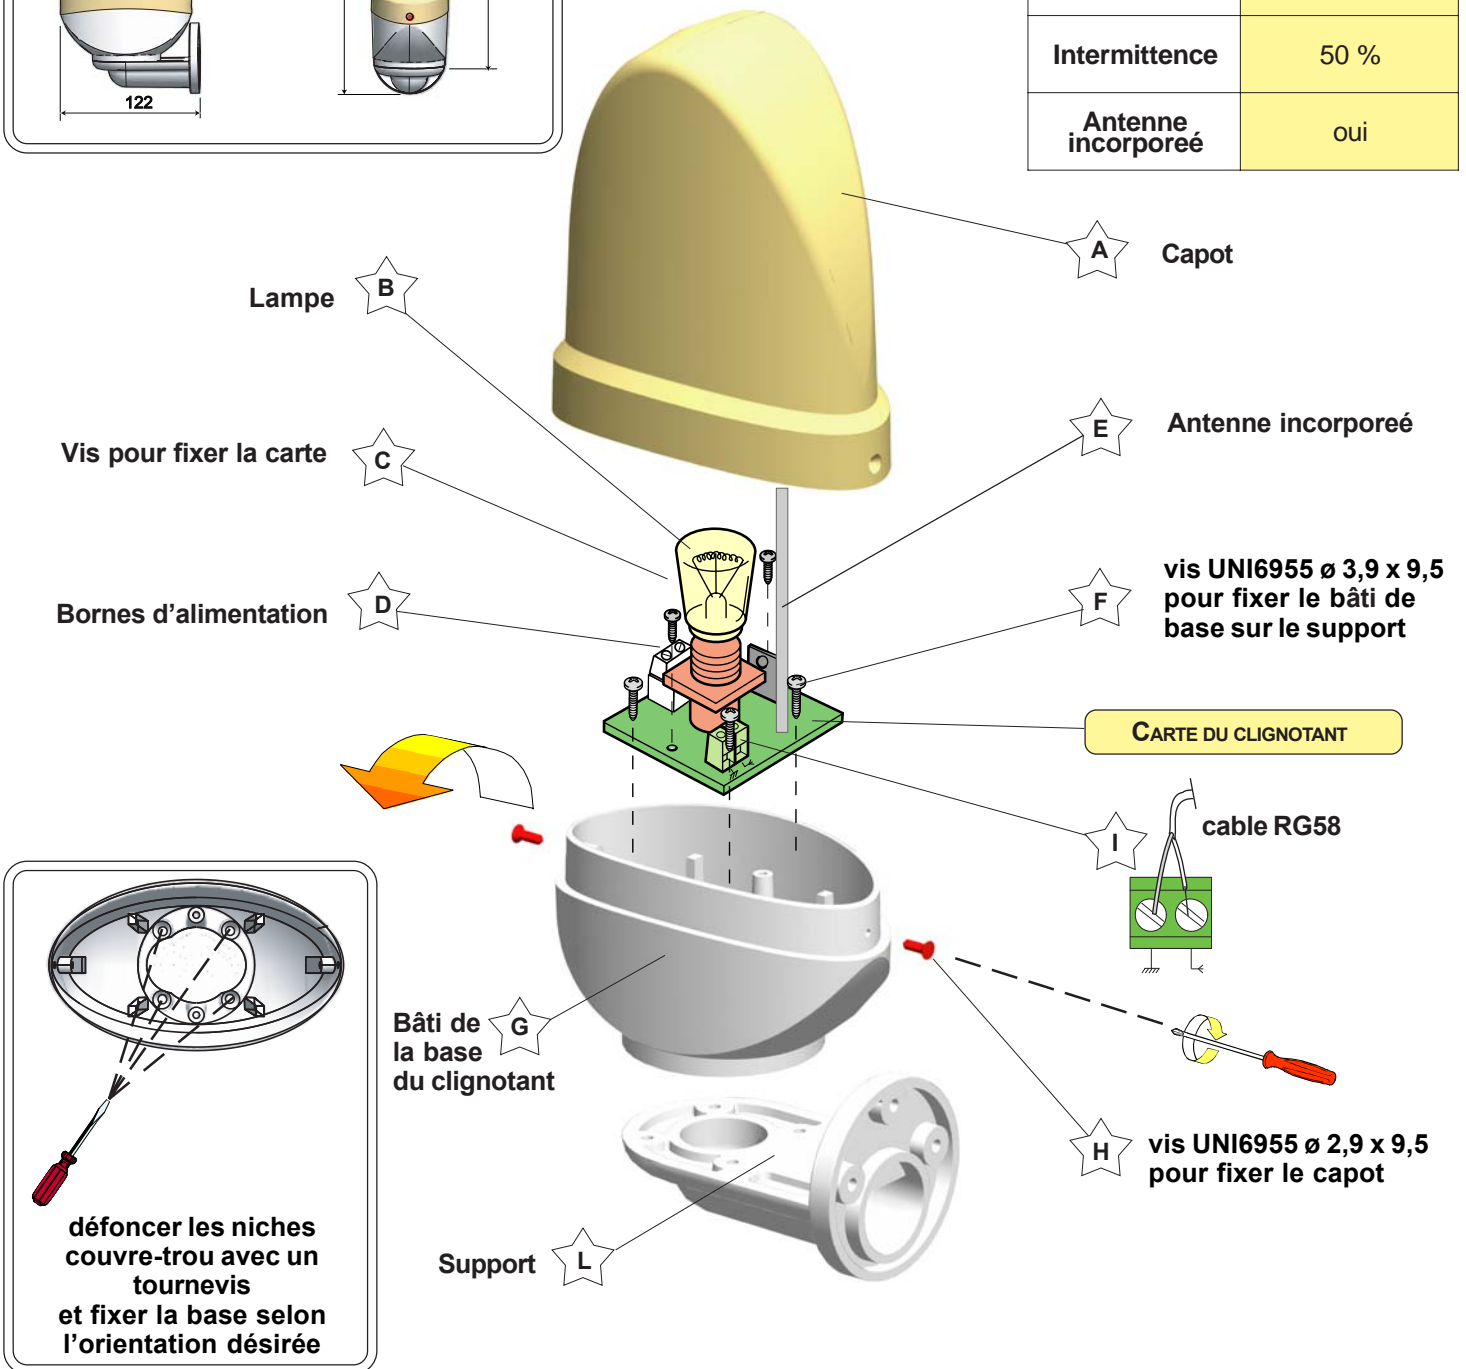 122
Intermittence 50 %
Antenne
incorporeé oui
A Capot
Lampe B
E Antenne incorporeé
Vis pour fixer la carte C
vis UNI6955 ø 3,9 x 9,5
F pour fixer le bâti de
base sur le support
Bornes d’alimentation D
CARTE DU CLIGNOTANT
I cable RG58
Bâti de
la base
du clignotant
G
H vis UNI6955 ø 2,9 x 9,5
pour fixer le capot
Support L
défoncer les niches
couvre-trou avec un
tournevis
et fixer la base selon
l’orientation désirée